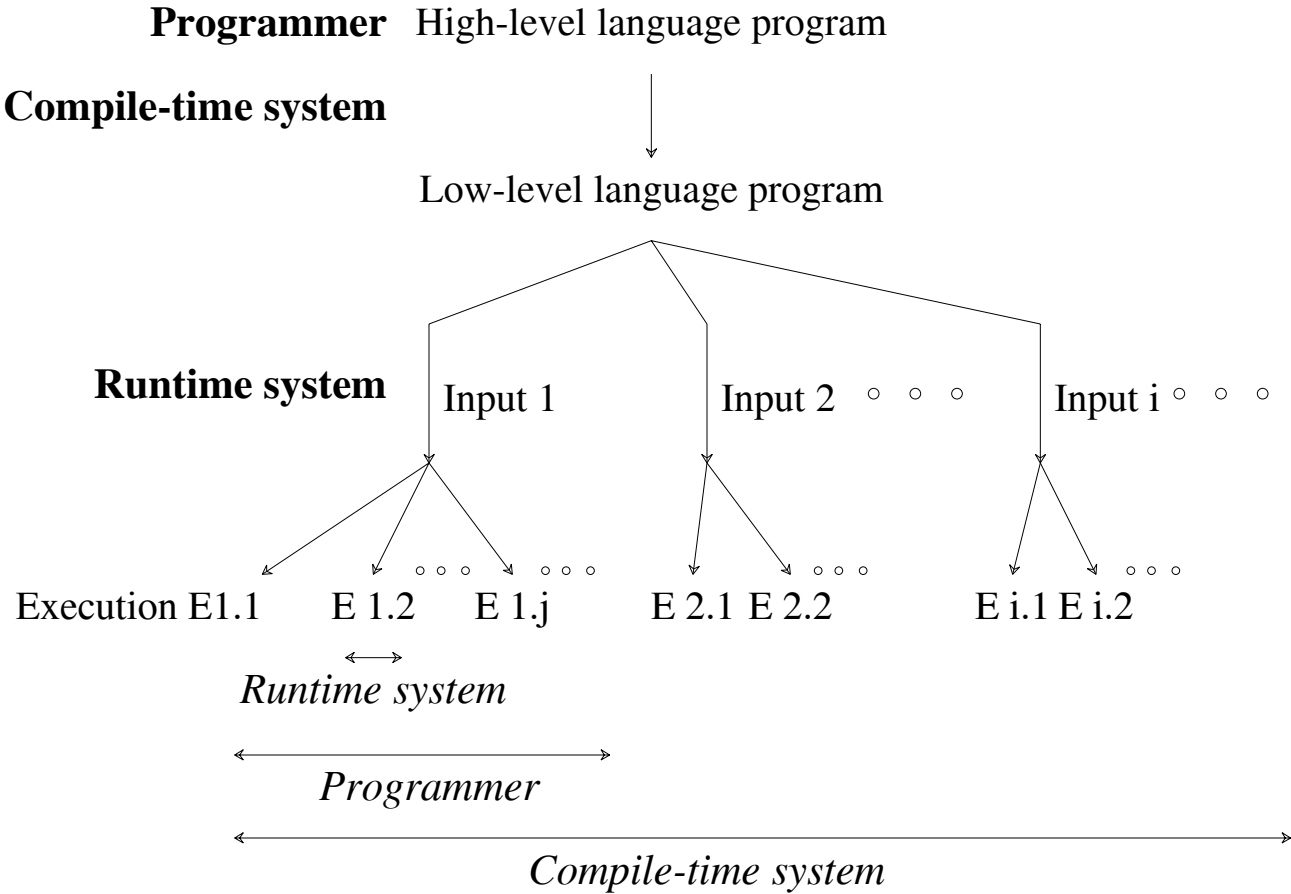 Programmer High-level language program
Compile-time system
Low-level language program
Runtime system Input 1 Input 2 Input i
Execution E1.1 E 1.2 E 1.j E 2.1 E 2.2 E i.1 E i.2
Runtime system
Programmer
Compile-time system